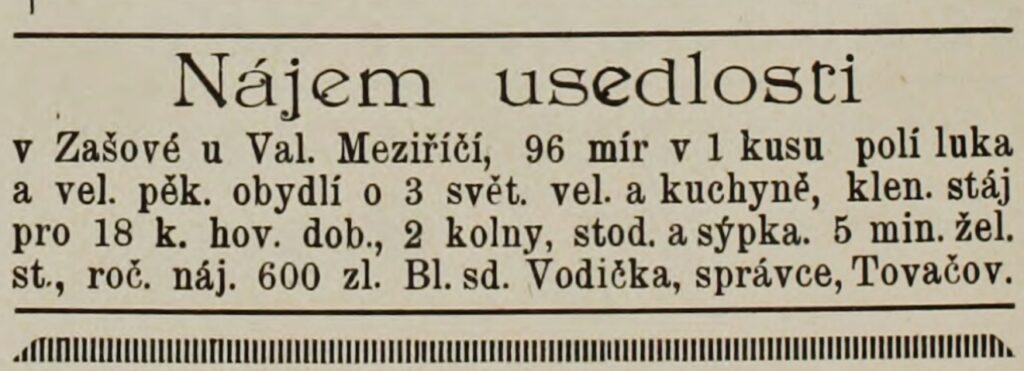 Nájem usedlosti
v Zašové u Val. Meziříčí, 96 mír v 1 kusu polí luka
a vel. pěk. obydlí o 3 svět. vel. a kuchyně, klen. stáj
pro 18 k. hov. dob., 2 kolny, stod. a sýpka. 5 min. žel.
st., roč. náj. 600 zl. Bl. sd. Vodička, správce, Tovačov.